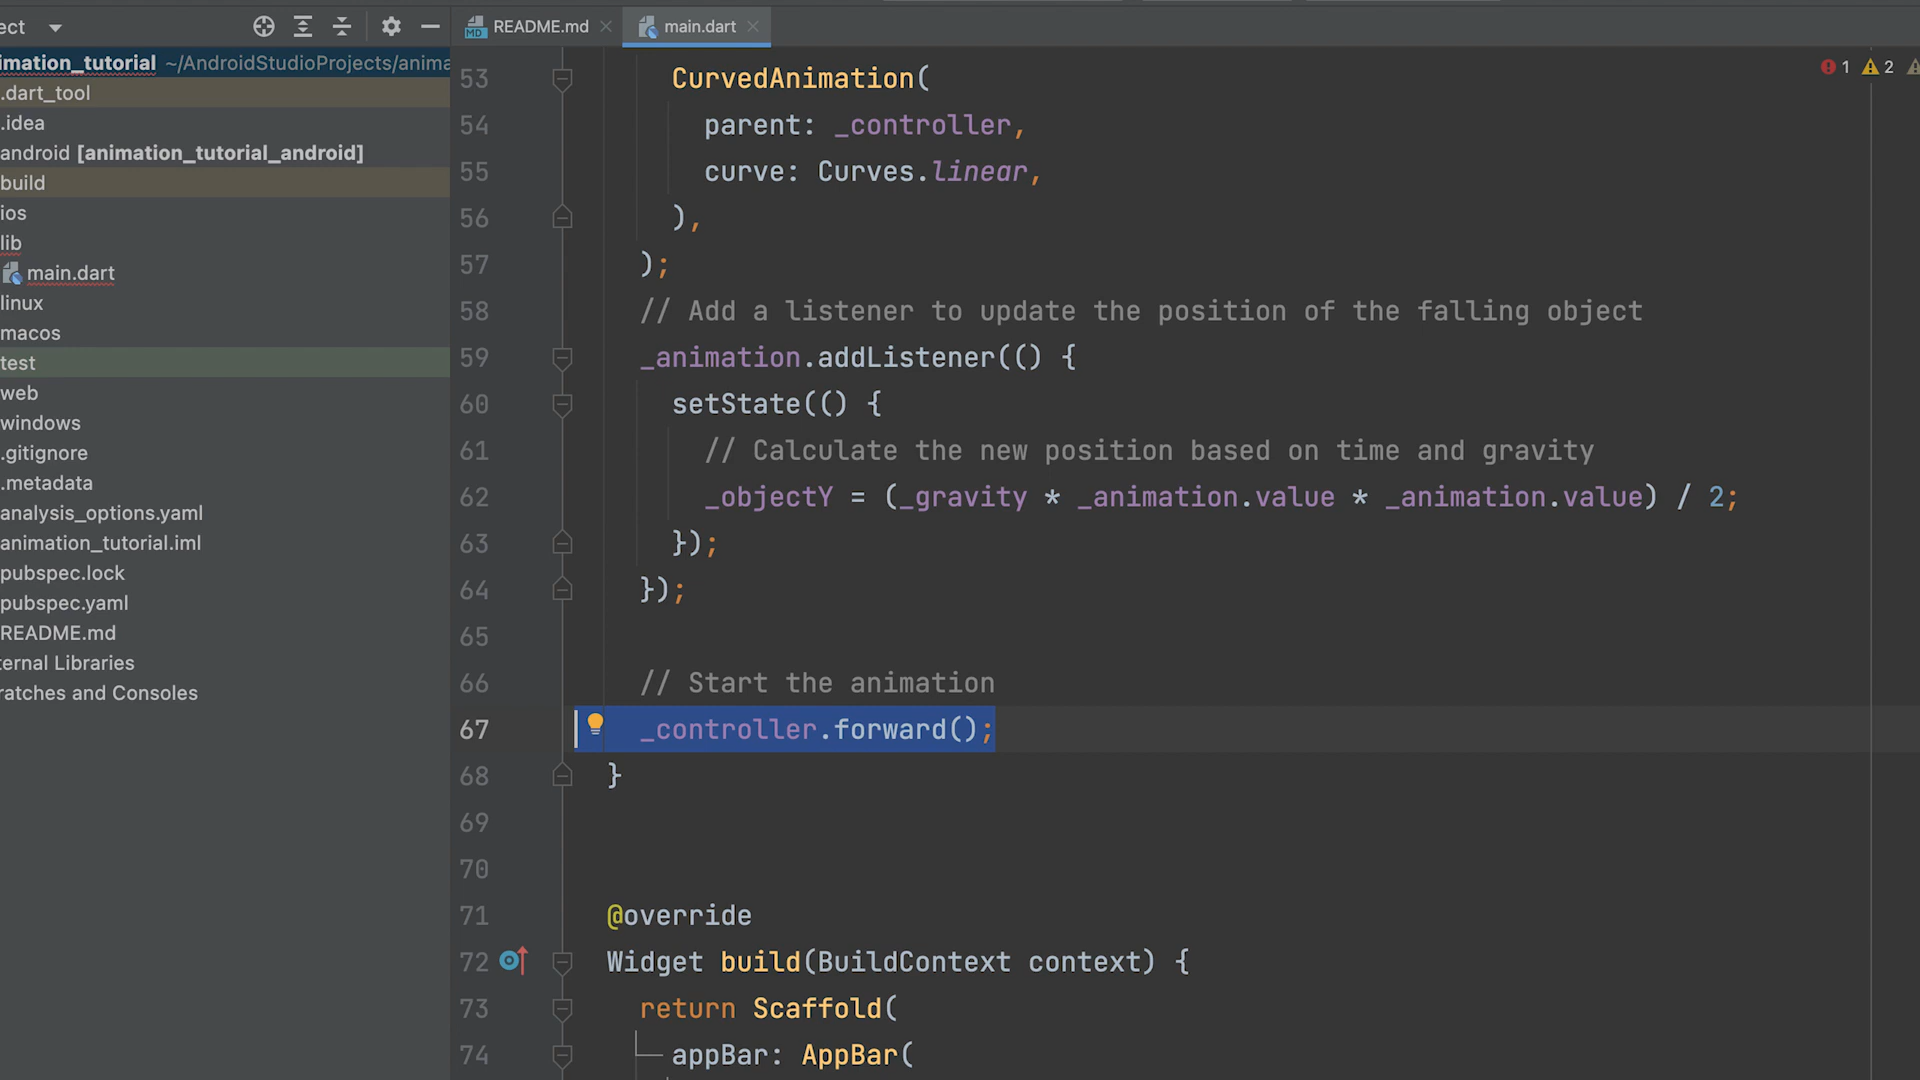 ect
README.md
main.dart
imation_tutorial ~/AndroidStudioProjects/anima
.dart_tool
.idea
android [animation_tutorial_android]
build
ios
lib
main.dart
linux
macos
test
web
windows
.gitignore
.metadata
analysis_options.yaml
animation_tutorial.iml
pubspec.lock
pubspec.yaml
README.md
ternal Libraries
ratches and Consoles
1 2
53 CurvedAnimation(
54 parent: _controller,
55 curve: Curves.linear,
56 ),
57 );
58 // Add a listener to update the position of the falling object
59 _animation.addListener(() {
60 setState(() {
61 // Calculate the new position based on time and gravity
62 _objectY = (_gravity * _animation.value * _animation.value) / 2;
63 });
64 });
65
66 // Start the animation
67 _controller.forward();
68 }
69
70
71 @override
72 Widget build(BuildContext context) {
73 return Scaffold(
74 appBar: AppBar(